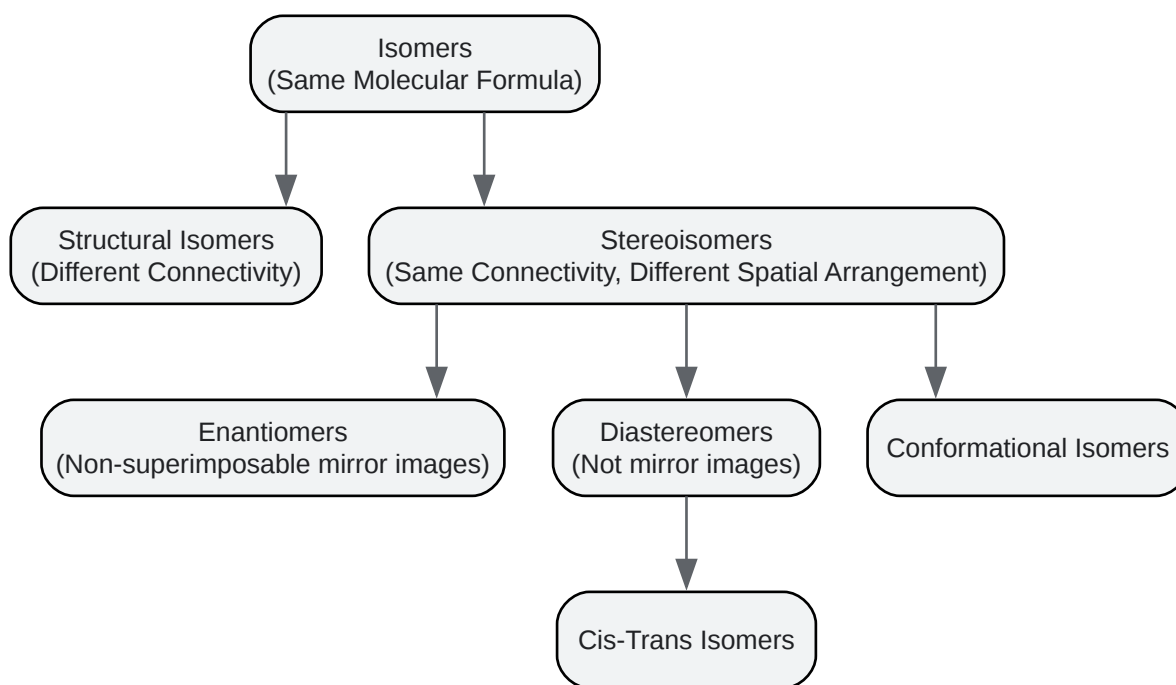 Isomers
(Same Molecular Formula)
Structural Isomers
(Different Connectivity)
Stereoisomers
(Same Connectivity, Different Spatial Arrangement)
Enantiomers
(Non-superimposable mirror images)
Diastereomers
(Not mirror images)
Conformational Isomers
Cis-Trans Isomers